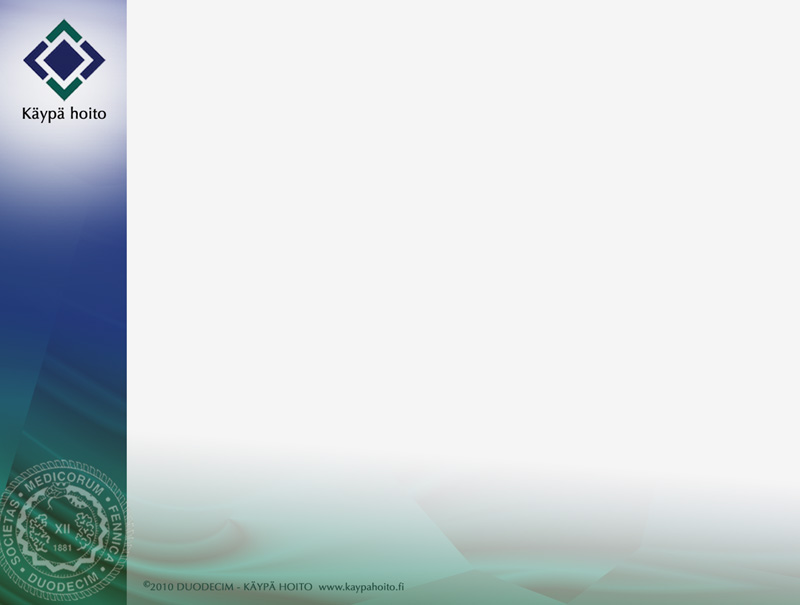 Käypä hoito
SOCIETAS MEDICORUM FENNICA DUODECIM
XII
1881
©2010 DUODECIM - KÄYPÄ HOITO www.kaypahoito.fi